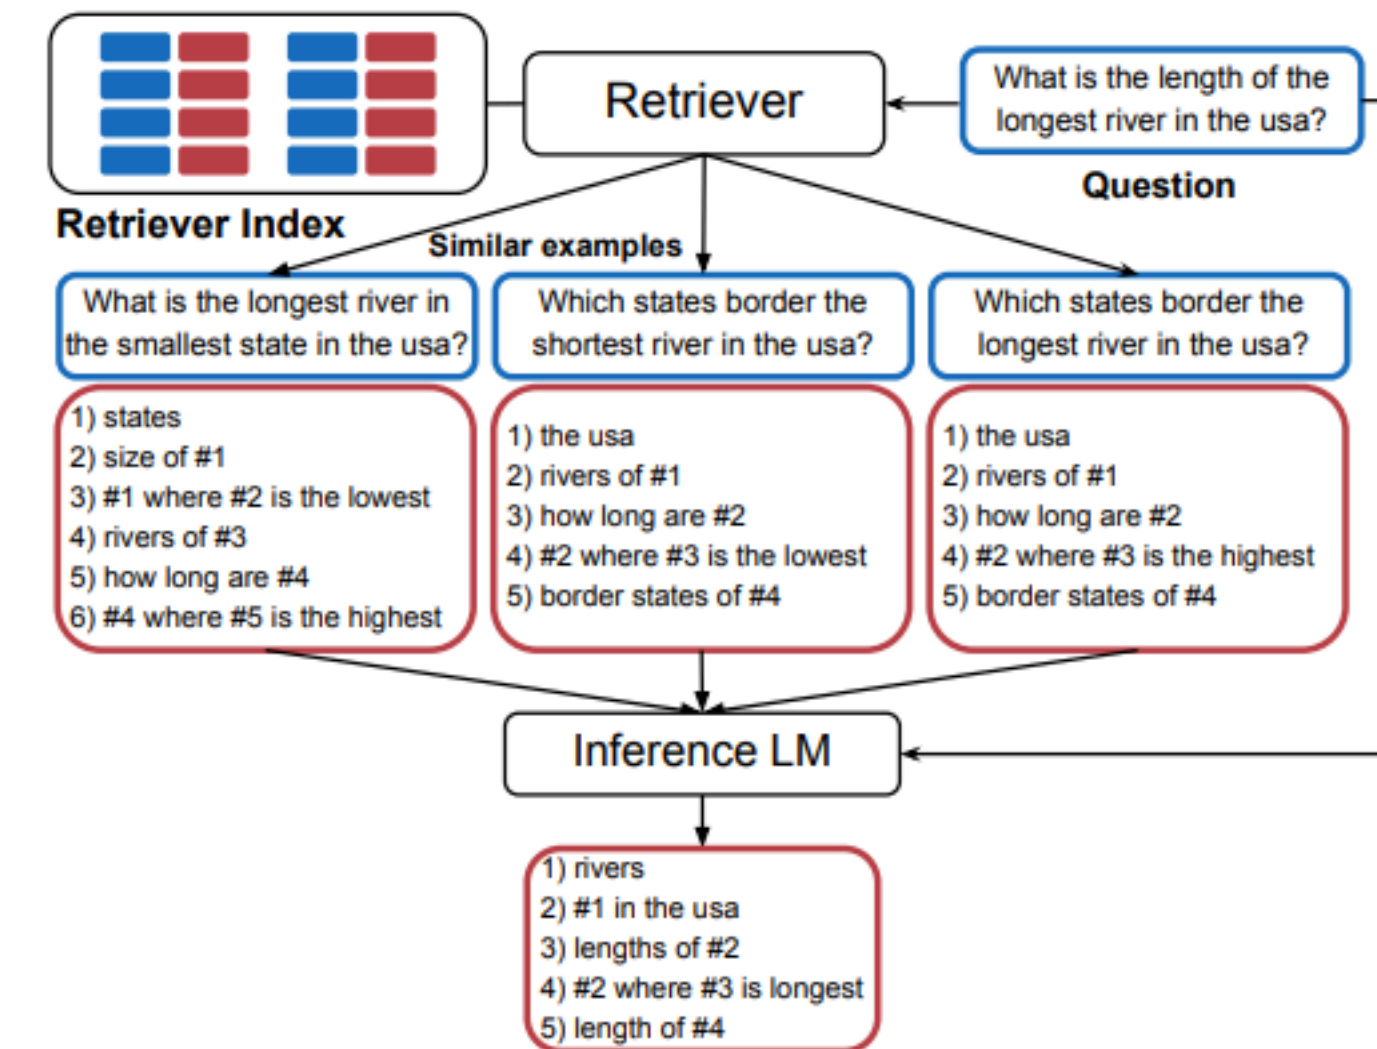 Retriever
What is the length of the
longest river in the usa?
Question
Retriever Index
Similar examples
What is the longest river in
the smallest state in the usa?
1) states
2) size of #1
3) #1 where #2 is the lowest
4) rivers of #3
5) how long are #4
6) #4 where #5 is the highest
Which states border the
shortest river in the usa?
1) the usa
2) rivers of #1
3) how long are #2
4) #2 where #3 is the lowest
5) border states of #4
Which states border the
longest river in the usa?
1) the usa
2) rivers of #1
3) how long are #2
4) #2 where #3 is the highest
5) border states of #4
Inference LM
1) rivers
2) #1 in the usa
3) lengths of #2
4) #2 where #3 is longest
5) length of #4